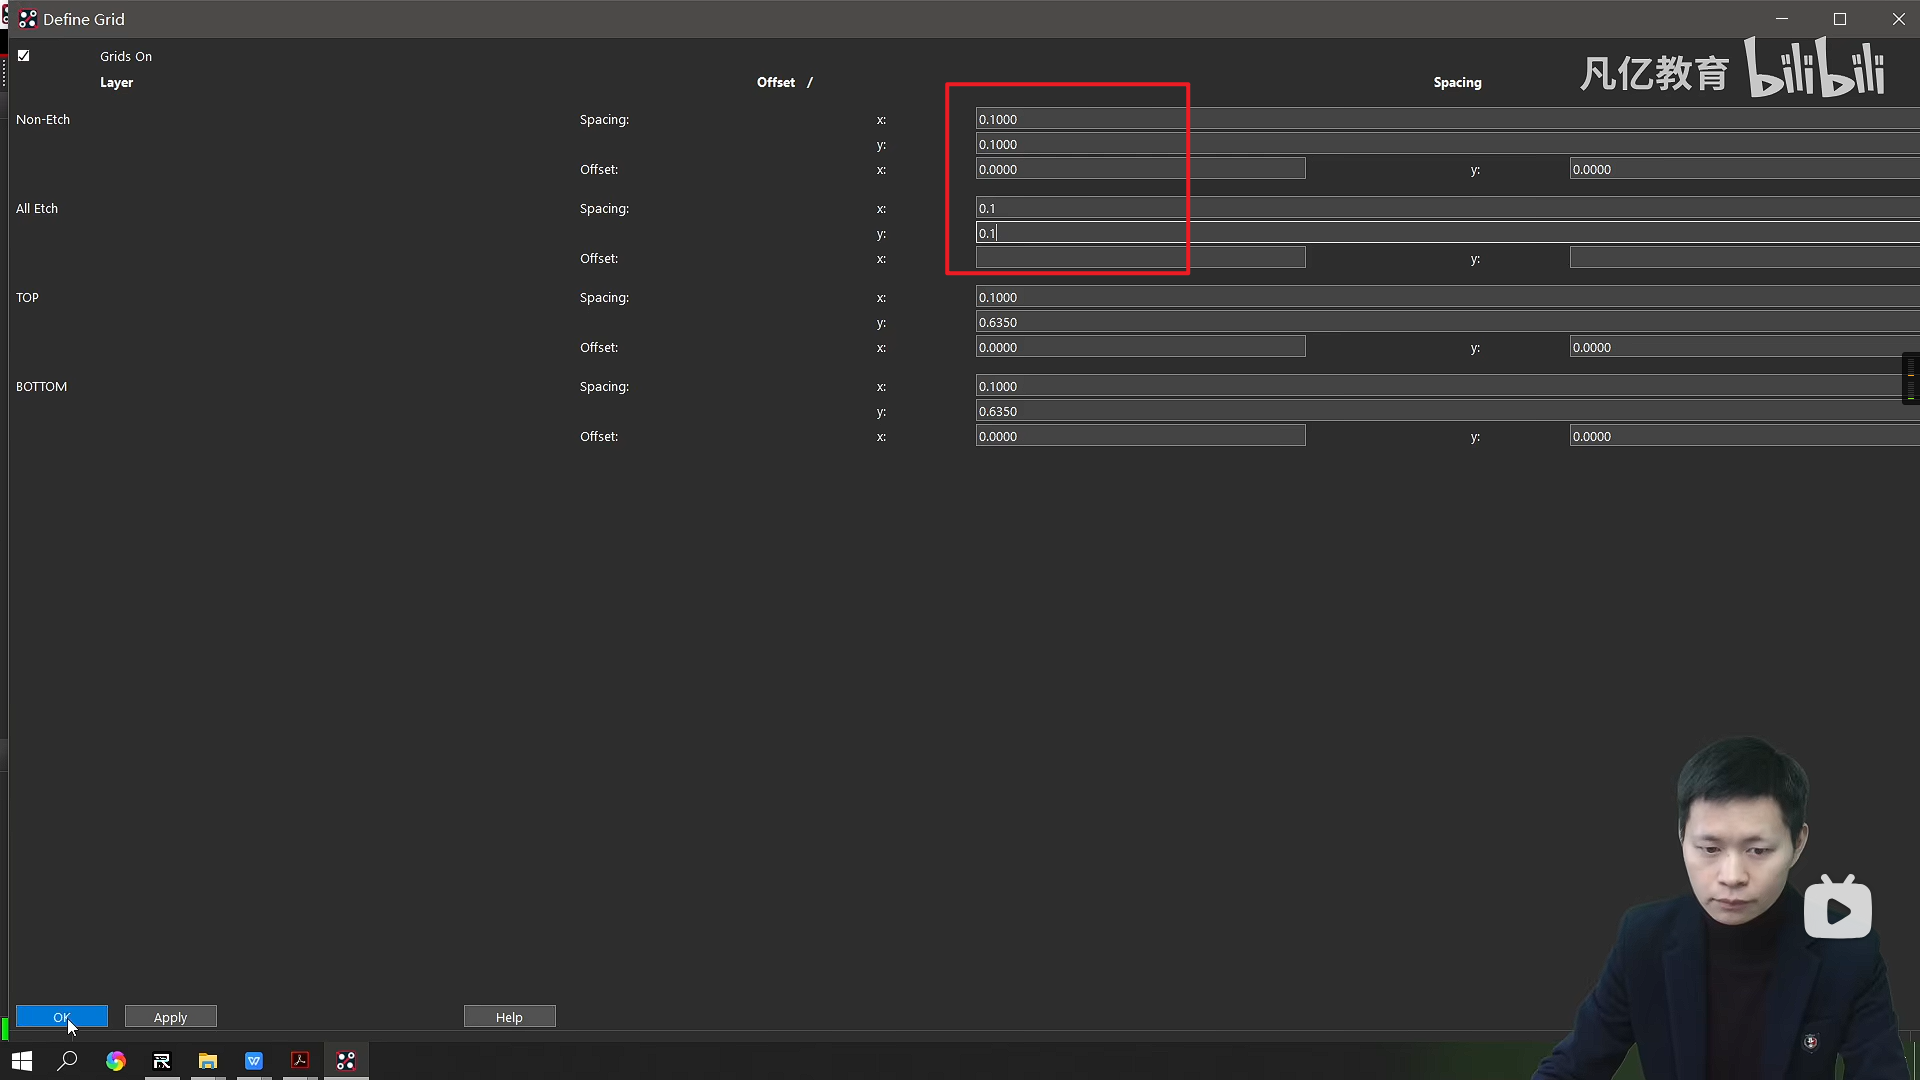 Define Grid
Grids On
Layer Offset / Spacing
凡亿教育 bilibili
Non-Etch Spacing: x: 0.1000
y: 0.1000
Offset: x: 0.0000 y: 0.0000
All Etch Spacing: x: 0.1
y: 0.1
Offset: x: y:
TOP Spacing: x: 0.1000
y: 0.6350
Offset: x: 0.0000 y: 0.0000
BOTTOM Spacing: x: 0.1000
y: 0.6350
Offset: x: 0.0000 y: 0.0000
OK Apply Help